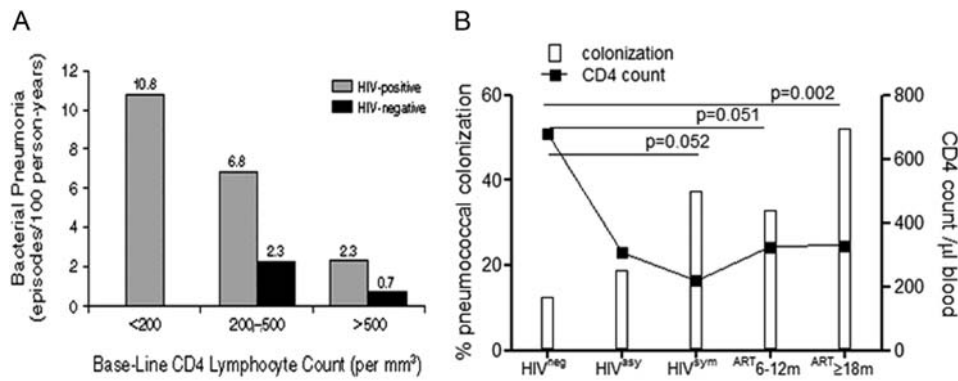 A
Bacterial Pneumonia
(episodes/100 person-years)
12
10
8
6
4
2
0
10.8
6.8
2.3
2.3
0.7
HIV-positive
HIV-negative
<200
200–500
>500
Base-Line CD4 Lymphocyte Count (per mm³)
B
colonization
CD4 count
% pneumococcal colonization
60
40
20
0
p=0.002
p=0.051
p=0.052
800
600
400
200
0
CD4 count /µl blood
HIVneg
HIVasy
HIVsym
ART6-12m
ART≥18m